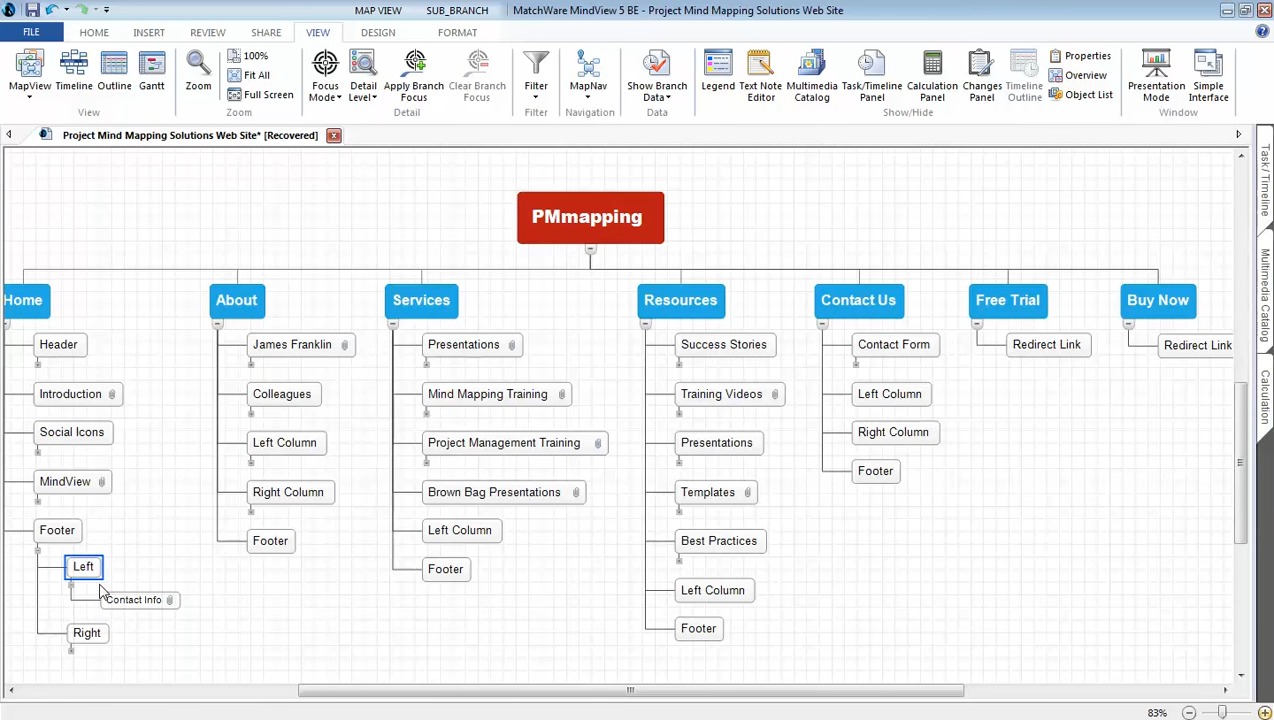 MAP VIEW SUB_BRANCH MatchWare MindView 5 BE - Project Mind Mapping Solutions Web Site
FILE HOME INSERT REVIEW SHARE VIEW DESIGN FORMAT
MapView Timeline Outline Gantt
View
Zoom
100%
Fit All
Full Screen
Zoom
Focus Mode
Detail Level
Apply Branch Focus
Clear Branch Focus
Detail
Filter
Filter
MapNav
Navigation
Show Branch Data
Data
Legend
Text Note Editor
Multimedia Catalog
Task/Timeline Panel
Calculation Panel
Changes Panel
Timeline Outline
Properties
Overview
Object List
Show/Hide
Presentation Mode
Simple Interface
Window
Project Mind Mapping Solutions Web Site* [Recovered]
Task / Timeline
Multimedia Catalog
Calculation
PMmapping
Home
Header
Introduction
Social Icons
MindView
Footer
Left
Contact Info
Right
About
James Franklin
Colleagues
Left Column
Right Column
Footer
Services
Presentations
Mind Mapping Training
Project Management Training
Brown Bag Presentations
Left Column
Footer
Resources
Success Stories
Training Videos
Presentations
Templates
Best Practices
Left Column
Footer
Contact Us
Contact Form
Left Column
Right Column
Footer
Free Trial
Redirect Link
Buy Now
Redirect Link
83%